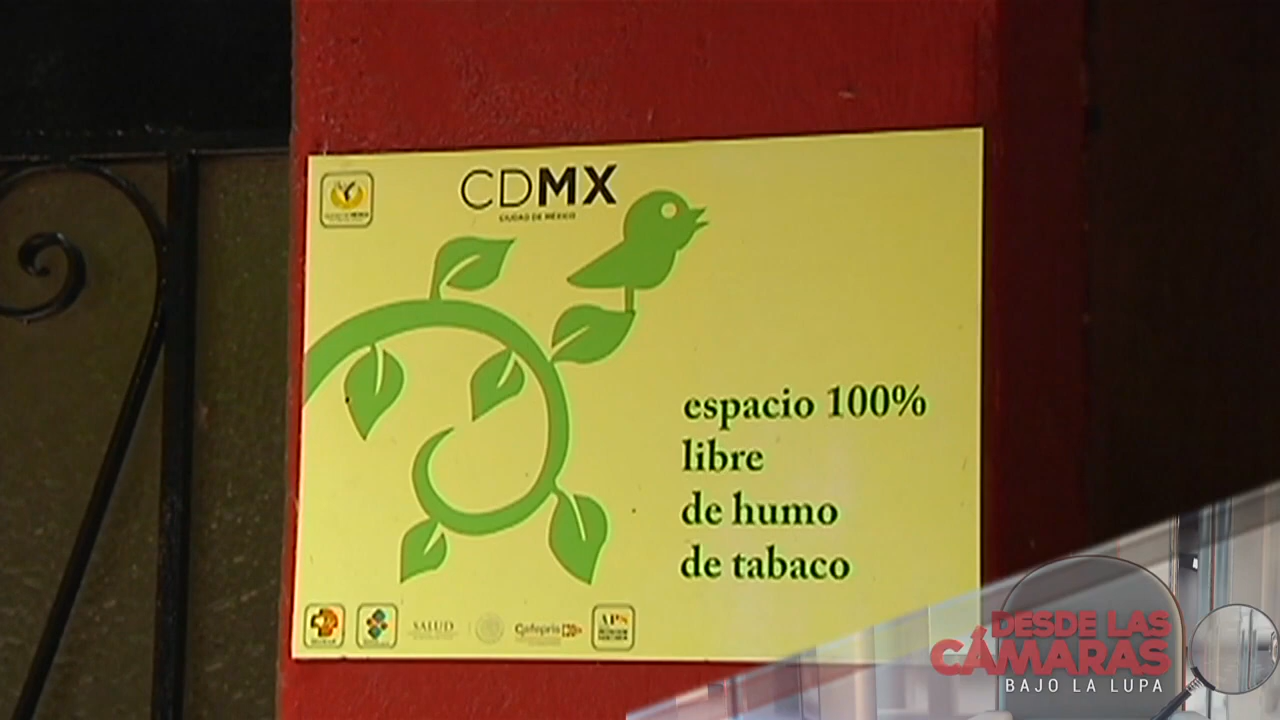 CDMX
CIUDAD DE MÉXICO
espacio 100%
libre
de humo
de tabaco
SALUD
Cofepris
APS
DESDE LAS
CÁMARAS
BAJO LA LUPA